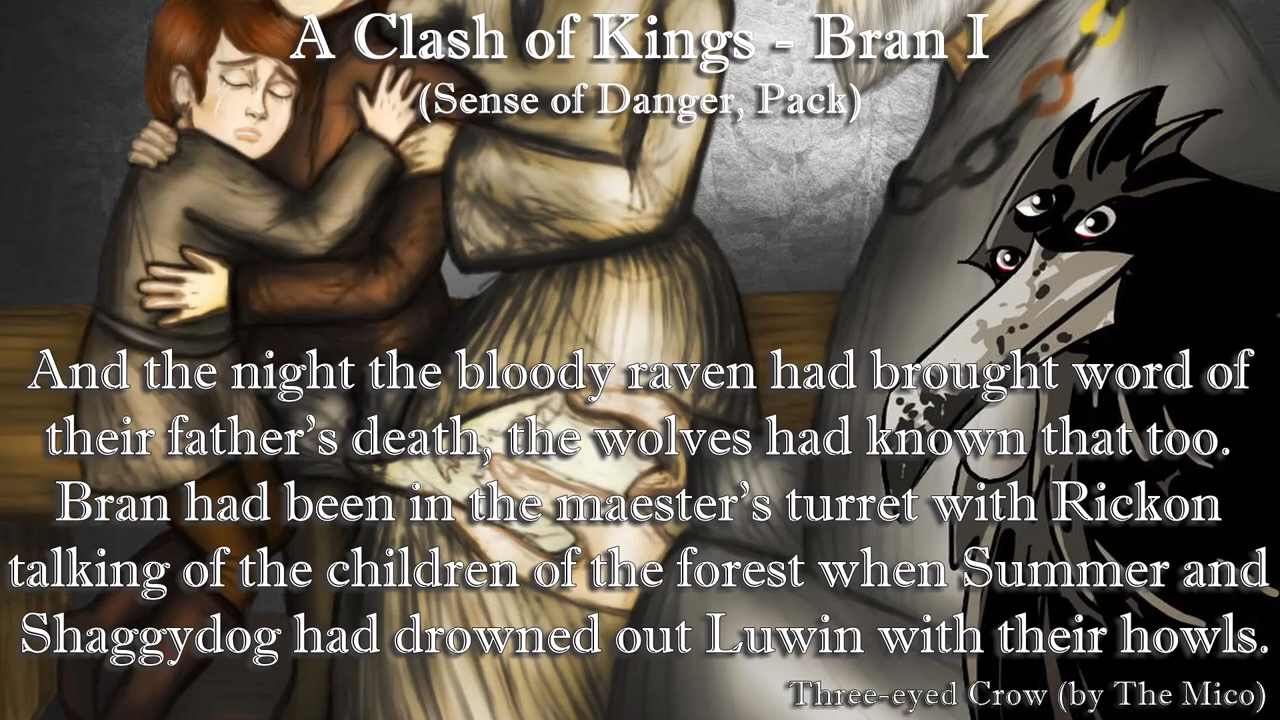 A Clash of Kings - Bran I
(Sense of Danger, Pack)
And the night the bloody raven had brought word of
their father’s death, the wolves had known that too.
Bran had been in the maester’s turret with Rickon
talking of the children of the forest when Summer and
Shaggydog had drowned out Luwin with their howls.
Three-eyed Crow (by The Mico)